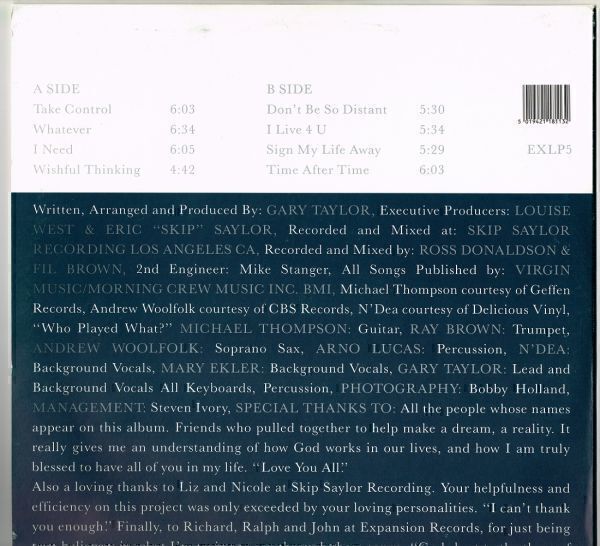 A SIDE
Take Control 6:03
Whatever 6:34
I Need 6:05
Wishful Thinking 4:42
B SIDE
Don't Be So Distant 5:30
I Live 4 U 5:34
Sign My Life Away 5:29
Time After Time 6:03
5 019421 185132
EXLP5
Written, Arranged and Produced By: GARY TAYLOR, Executive Producers: LOUISE
WEST & ERIC "SKIP" SAYLOR, Recorded and Mixed at: SKIP SAYLOR
RECORDING LOS ANGELES CA, Recorded and Mixed by: ROSS DONALDSON &
FIL BROWN, 2nd Engineer: Mike Stanger, All Songs Published by: VIRGIN
MUSIC/MORNING CREW MUSIC INC. BMI, Michael Thompson courtesy of Geffen
Records, Andrew Woolfolk courtesy of CBS Records, N'Dea courtesy of Delicious Vinyl,
"Who Played What?" MICHAEL THOMPSON: Guitar, RAY BROWN: Trumpet,
ANDREW WOOLFOLK: Soprano Sax, ARNO LUCAS: Percussion, N'DEA:
Background Vocals, MARY EKLER: Background Vocals, GARY TAYLOR: Lead and
Background Vocals All Keyboards, Percussion, PHOTOGRAPHY: Bobby Holland,
MANAGEMENT: Steven Ivory, SPECIAL THANKS TO: All the people whose names
appear on this album. Friends who pulled together to help make a dream, a reality. It
really gives me an understanding of how God works in our lives, and how I am truly
blessed to have all of you in my life. "Love You All."
Also a loving thanks to Liz and Nicole at Skip Saylor Recording. Your helpfulness and
efficiency on this project was only exceeded by your loving personalities. "I can't thank
you enough." Finally, to Richard, Ralph and John at Expansion Records, for just being